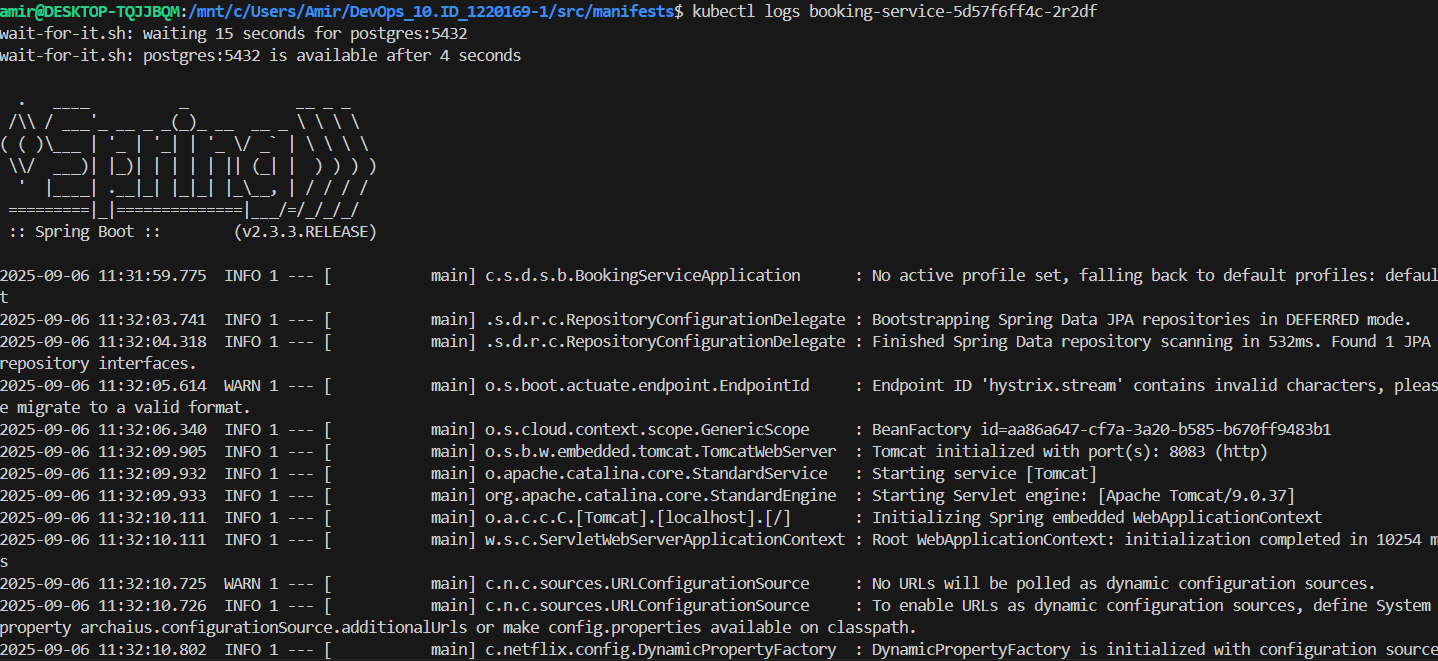 amir@DESKTOP-TQJJBQM:/mnt/c/Users/Amir/DevOps_10.ID_1220169-1/src/manifests$ kubectl logs booking-service-5d57f6ff4c-2r2df
wait-for-it.sh: waiting 15 seconds for postgres:5432
wait-for-it.sh: postgres:5432 is available after 4 seconds

  .   ____          _            __ _ _
 /\\ / ___'_ __ _ _(_)_ __  __ _ \ \ \ \
( ( )\___ | '_ | '_| | '_ \/ _` | \ \ \ \
 \\/  ___)| |_)| | | | | || (_| |  ) ) ) )
  '  |____| .__|_| |_|_| |_\__, | / / / /
 =========|_|==============|___/=/_/_/_/
 :: Spring Boot ::        (v2.3.3.RELEASE)

2025-09-06 11:31:59.775  INFO 1 --- [           main] c.s.d.s.b.BookingServiceApplication      : No active profile set, falling back to default profiles: defaul
t
2025-09-06 11:32:03.741  INFO 1 --- [           main] .s.d.r.c.RepositoryConfigurationDelegate : Bootstrapping Spring Data JPA repositories in DEFERRED mode.
2025-09-06 11:32:04.318  INFO 1 --- [           main] .s.d.r.c.RepositoryConfigurationDelegate : Finished Spring Data repository scanning in 532ms. Found 1 JPA
repository interfaces.
2025-09-06 11:32:05.614  WARN 1 --- [           main] o.s.boot.actuate.endpoint.EndpointId     : Endpoint ID 'hystrix.stream' contains invalid characters, pleas
e migrate to a valid format.
2025-09-06 11:32:06.340  INFO 1 --- [           main] o.s.cloud.context.scope.GenericScope     : BeanFactory id=aa86a647-cf7a-3a20-b585-b670ff9483b1
2025-09-06 11:32:09.905  INFO 1 --- [           main] o.s.b.w.embedded.tomcat.TomcatWebServer  : Tomcat initialized with port(s): 8083 (http)
2025-09-06 11:32:09.932  INFO 1 --- [           main] o.apache.catalina.core.StandardService   : Starting service [Tomcat]
2025-09-06 11:32:09.933  INFO 1 --- [           main] org.apache.catalina.core.StandardEngine  : Starting Servlet engine: [Apache Tomcat/9.0.37]
2025-09-06 11:32:10.111  INFO 1 --- [           main] o.a.c.c.C.[Tomcat].[localhost].[/]       : Initializing Spring embedded WebApplicationContext
2025-09-06 11:32:10.111  INFO 1 --- [           main] w.s.c.ServletWebServerApplicationContext : Root WebApplicationContext: initialization completed in 10254 m
s
2025-09-06 11:32:10.725  WARN 1 --- [           main] c.n.c.sources.URLConfigurationSource     : No URLs will be polled as dynamic configuration sources.
2025-09-06 11:32:10.726  INFO 1 --- [           main] c.n.c.sources.URLConfigurationSource     : To enable URLs as dynamic configuration sources, define System
property archaius.configurationSource.additionalUrls or make config.properties available on classpath.
2025-09-06 11:32:10.802  INFO 1 --- [           main] c.netflix.config.DynamicPropertyFactory  : DynamicPropertyFactory is initialized with configuration source